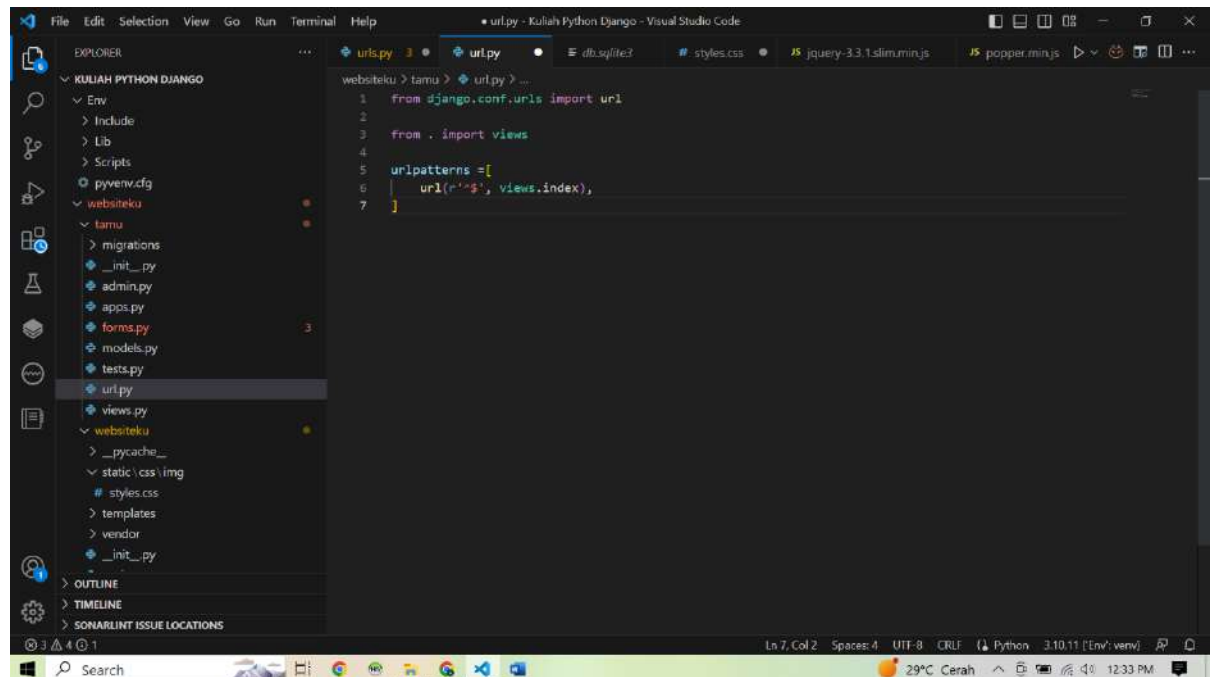 File Edit Selection View Go Run Terminal Help
● url.py - Kuliah Python Django - Visual Studio Code
EXPLORER
urls.py 3
url.py
db.sqlite3
# styles.css
JS jquery-3.3.1.slim.min.js
JS popper.min.js
KULIAH PYTHON DJANGO
websiteku > tamu > url.py > ...
Env
Include
Lib
Scripts
pyvenv.cfg
websiteku
tamu
migrations
__init__.py
admin.py
apps.py
forms.py 3
models.py
tests.py
url.py
views.py
websiteku
__pycache__
static \ css \ img
# styles.css
templates
vendor
__init__.py
OUTLINE
TIMELINE
SONARLINT ISSUE LOCATIONS
1 from django.conf.urls import url
2
3 from . import views
4
5 urlpatterns =[
6 url(r'^$', views.index),
7 ]
3 4 1
Ln 7, Col 2 Spaces: 4 UTF-8 CRLF Python 3.10.11 ('Env': venv)
Search
29°C Cerah
12:33 PM